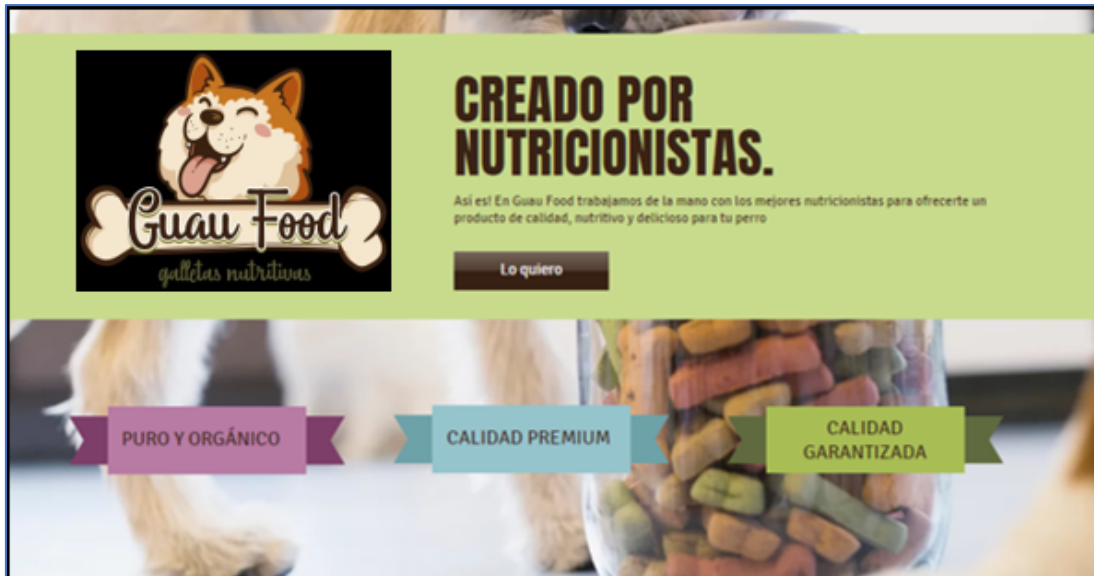 Guau Food
galletas nutritivas
CREADO POR
NUTRICIONISTAS.
Así es! En Guau Food trabajamos de la mano con los mejores nutricionistas para ofrecerte un
producto de calidad, nutritivo y delicioso para tu perro
Lo quiero
PURO Y ORGÁNICO
CALIDAD PREMIUM
CALIDAD
GARANTIZADA